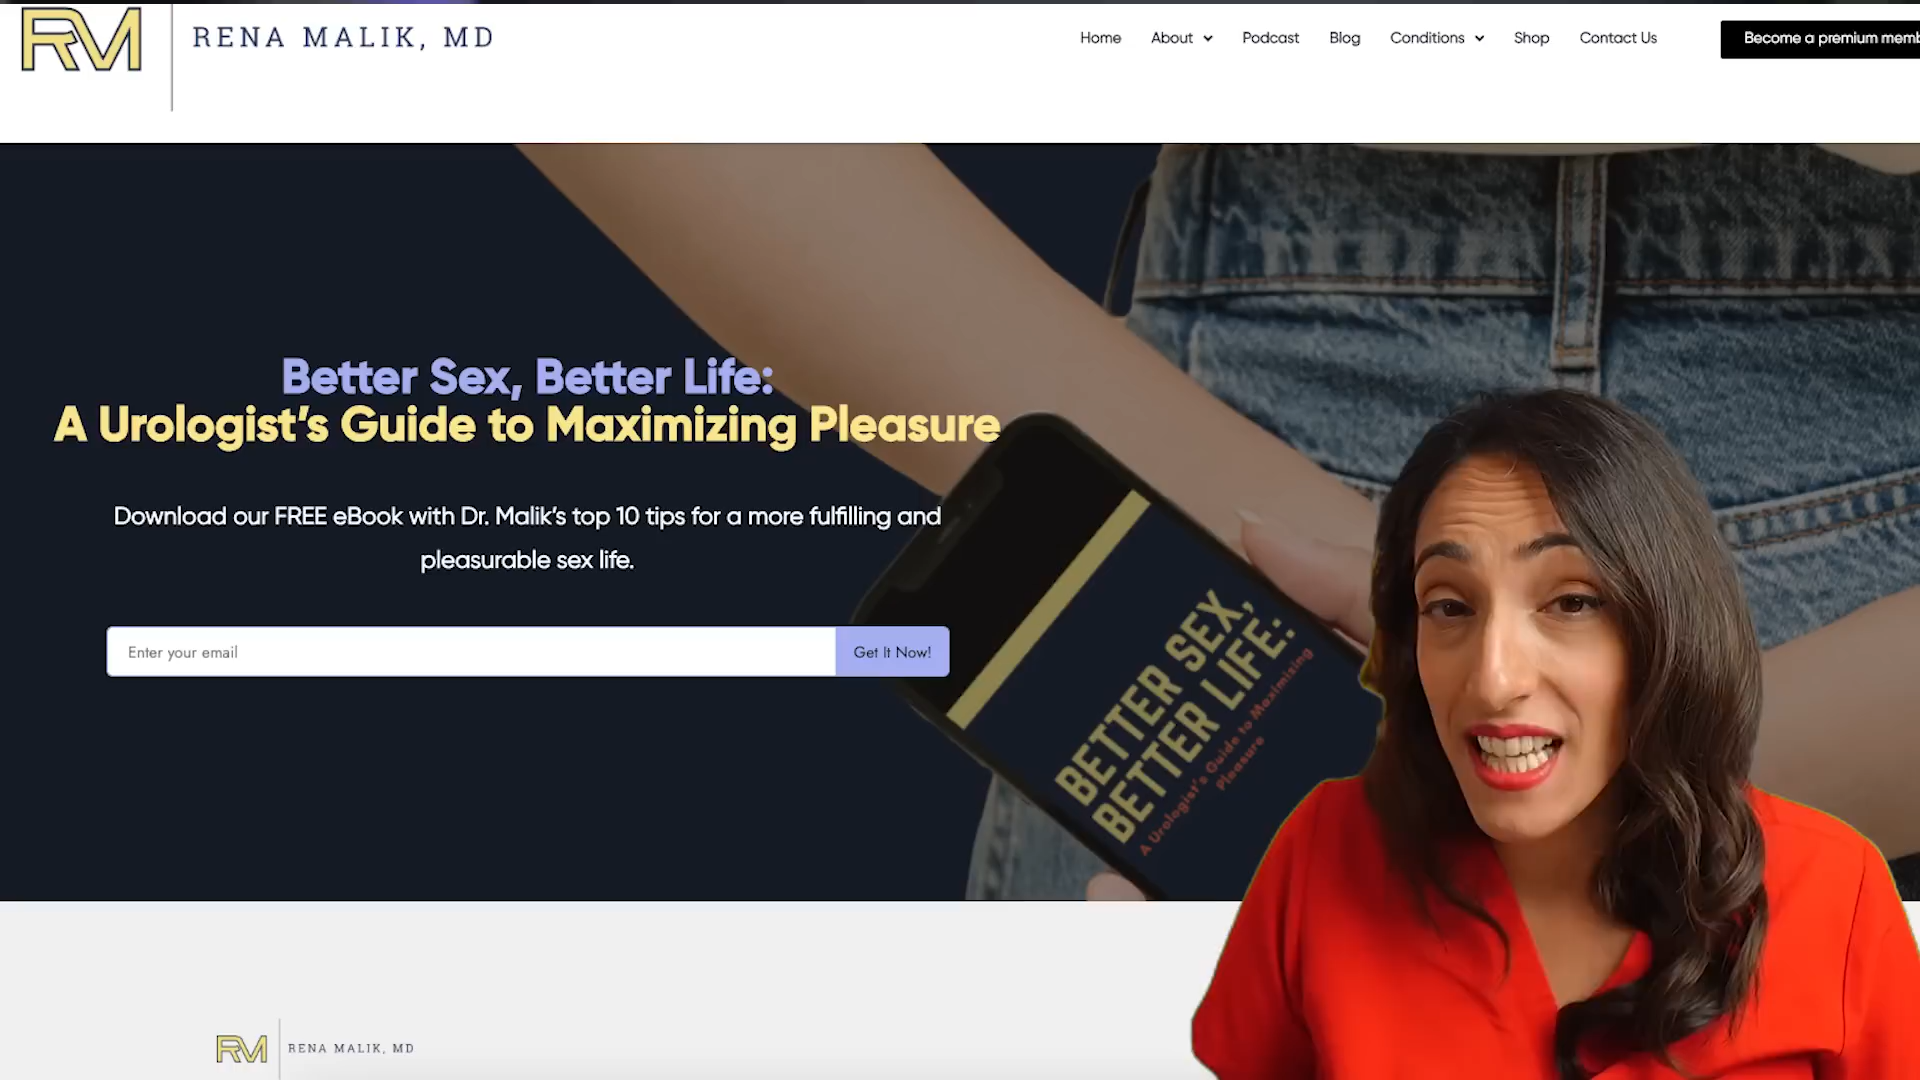 RM
RENA MALIK, MD
Home
About
Podcast
Blog
Conditions
Shop
Contact Us
Become a premium memb
Better Sex, Better Life:
A Urologist's Guide to Maximizing Pleasure
Download our FREE eBook with Dr. Malik's top 10 tips for a more fulfilling and
pleasurable sex life.
Enter your email
Get It Now!
BETTER SEX,
BETTER LIFE:
A Urologist's Guide to Maximizing
Pleasure
RM
RENA MALIK, MD